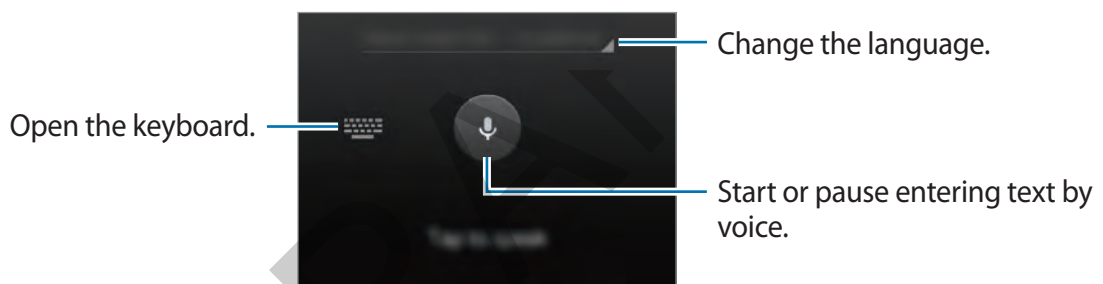 Change the language.
Open the keyboard.
Start or pause entering text by
voice.